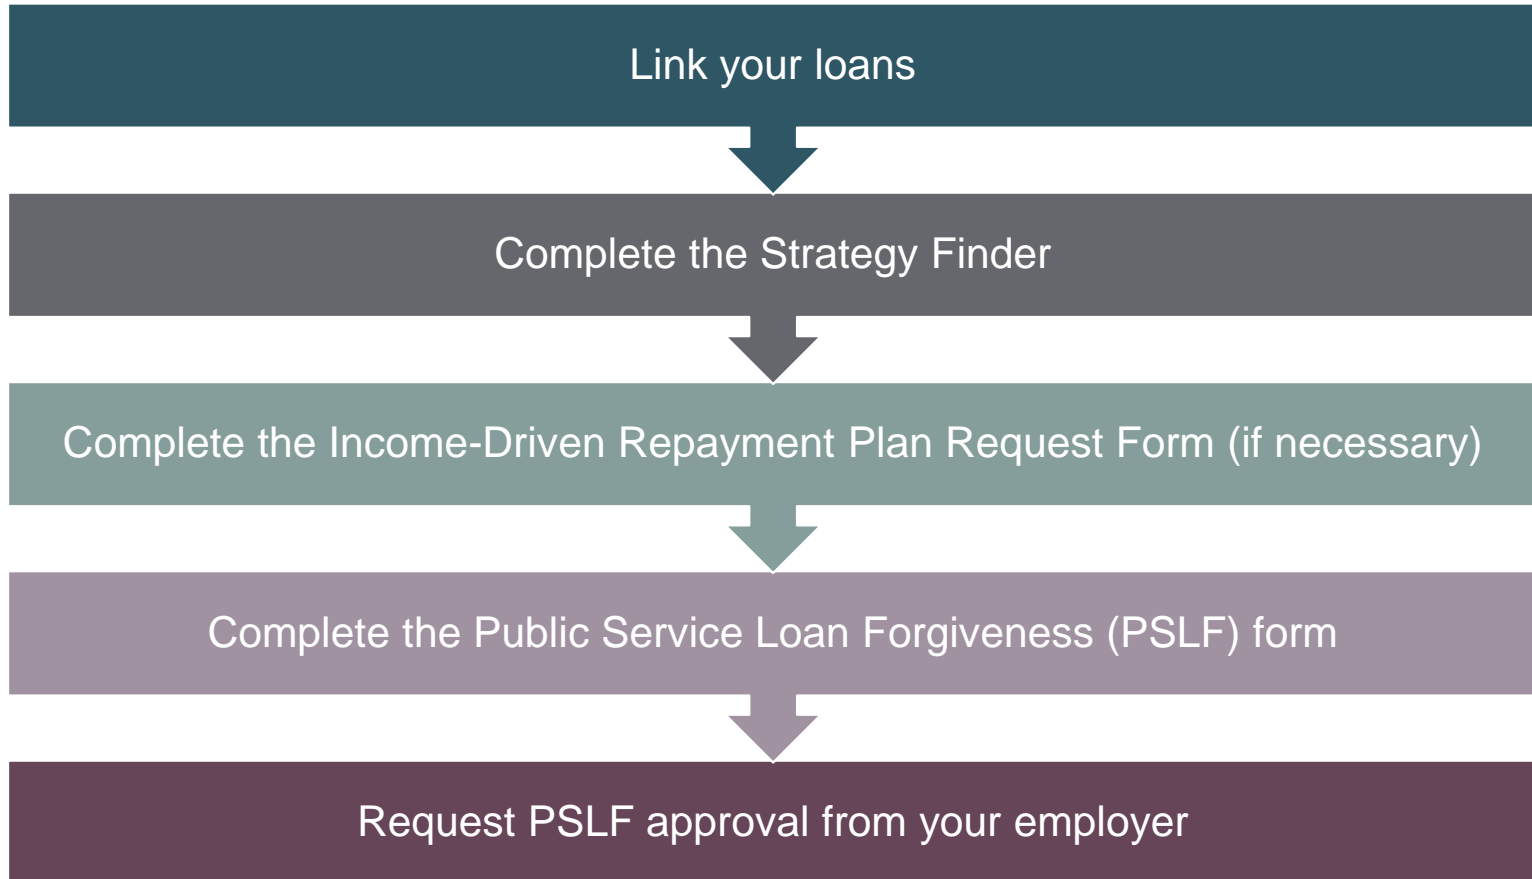 Link your loans
Complete the Strategy Finder
Complete the Income-Driven Repayment Plan Request Form (if necessary)
Complete the Public Service Loan Forgiveness (PSLF) form
Request PSLF approval from your employer